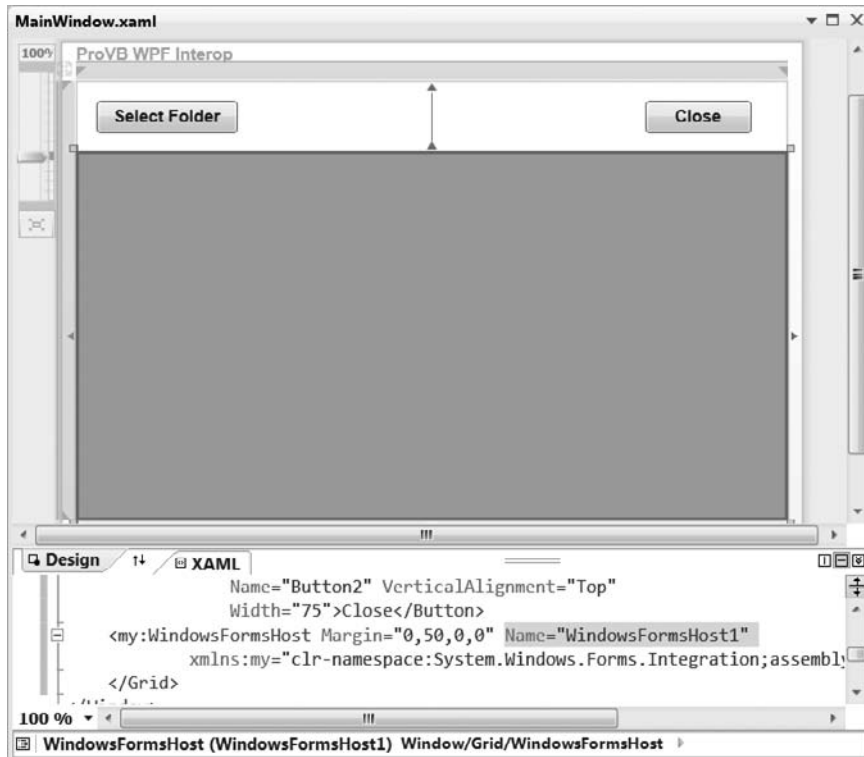 MainWindow.xaml
100%
ProVB WPF Interop
Select Folder
Close
Design
XAML
Name="Button2" VerticalAlignment="Top"
Width="75">Close</Button>
<my:WindowsFormsHost Margin="0,50,0,0" Name="WindowsFormsHost1"
xmlns:my="clr-namespace:System.Windows.Forms.Integration;assembly
</Grid>
100 %
WindowsFormsHost (WindowsFormsHost1) Window/Grid/WindowsFormsHost